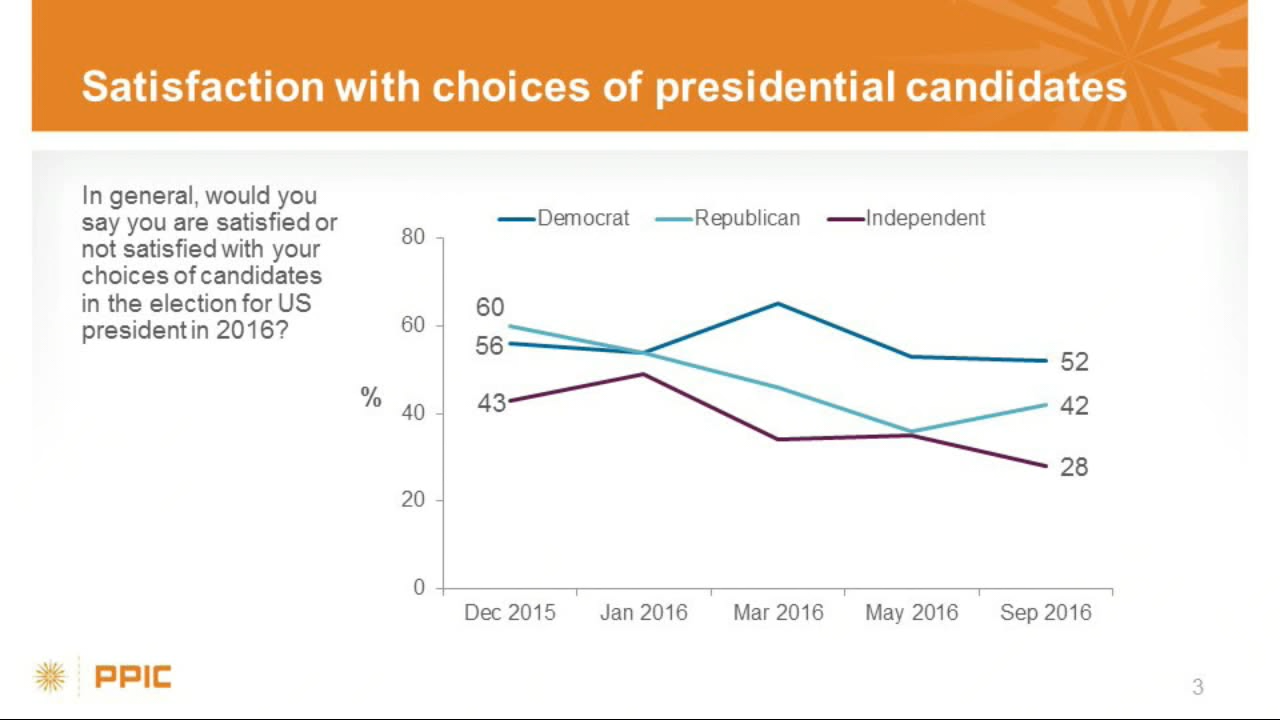 Satisfaction with choices of presidential candidates
In general, would you
say you are satisfied or
not satisfied with your
choices of candidates
in the election for US
president in 2016?
Democrat Republican Independent
80
60
40
20
0
%
60
56
43
52
42
28
Dec 2015 Jan 2016 Mar 2016 May 2016 Sep 2016
PPIC
3